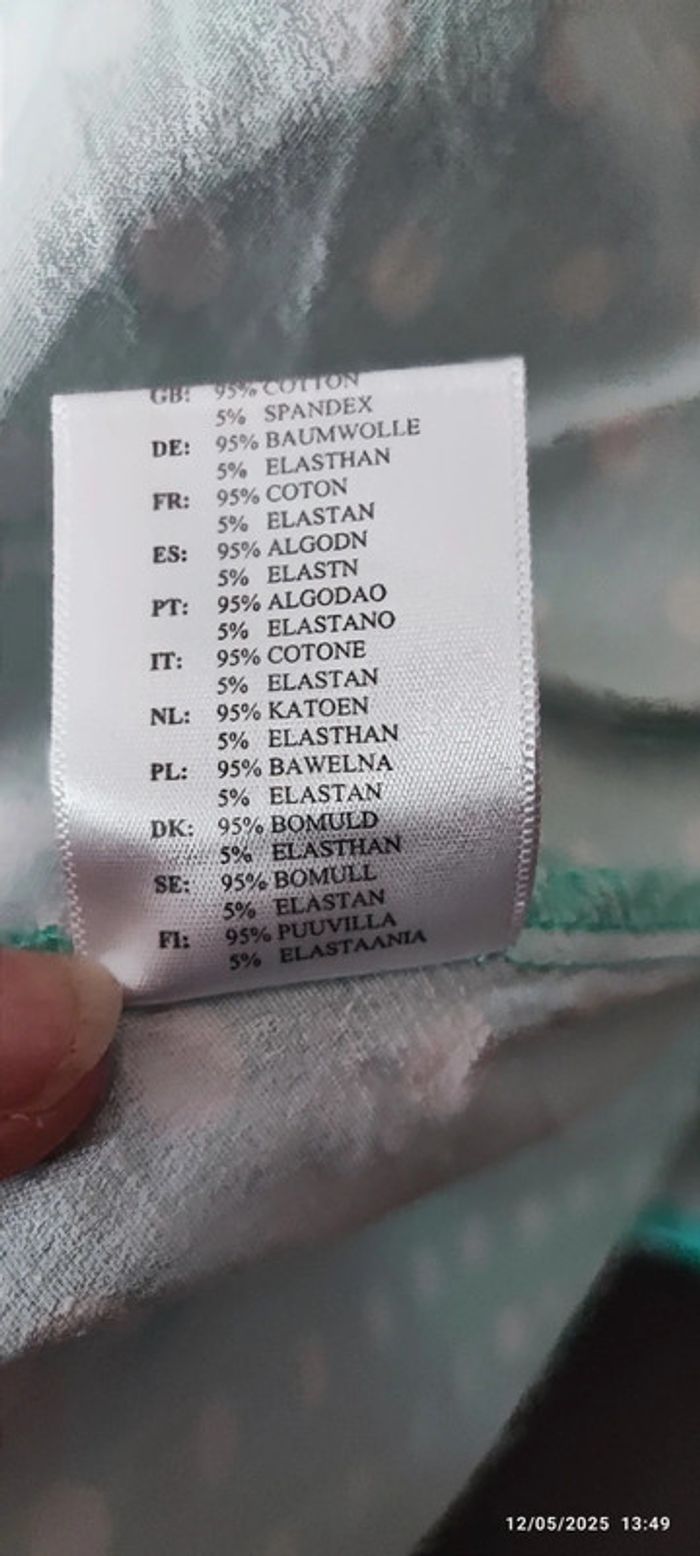 GB: 95% COTTON
5% SPANDEX
DE: 95% BAUMWOLLE
5% ELASTHAN
FR: 95% COTON
5% ELASTAN
ES: 95% ALGODN
5% ELASTN
PT: 95% ALGODAO
5% ELASTANO
IT: 95% COTONE
5% ELASTAN
NL: 95% KATOEN
5% ELASTHAN
PL: 95% BAWELNA
5% ELASTAN
DK: 95% BOMULD
5% ELASTHAN
SE: 95% BOMULL
5% ELASTAN
FI: 95% PUUVILLA
5% ELASTAANIA
12/05/2025 13:49